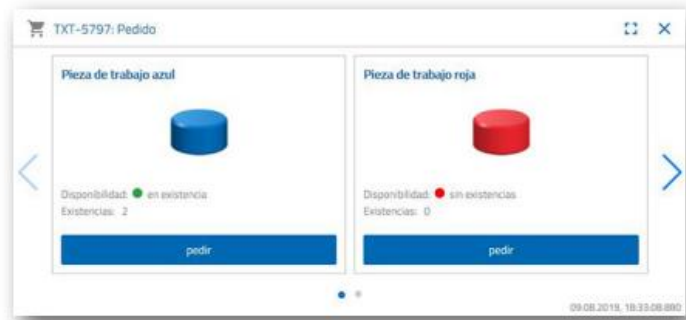 TXT-5797: Pedido
Pieza de trabajo azul
Disponibilidad: en existencia
Existencias: 2
pedir
Pieza de trabajo roja
Disponibilidad: sin existencias
Existencias: 0
pedir
09.08.2019, 18:33:08:890